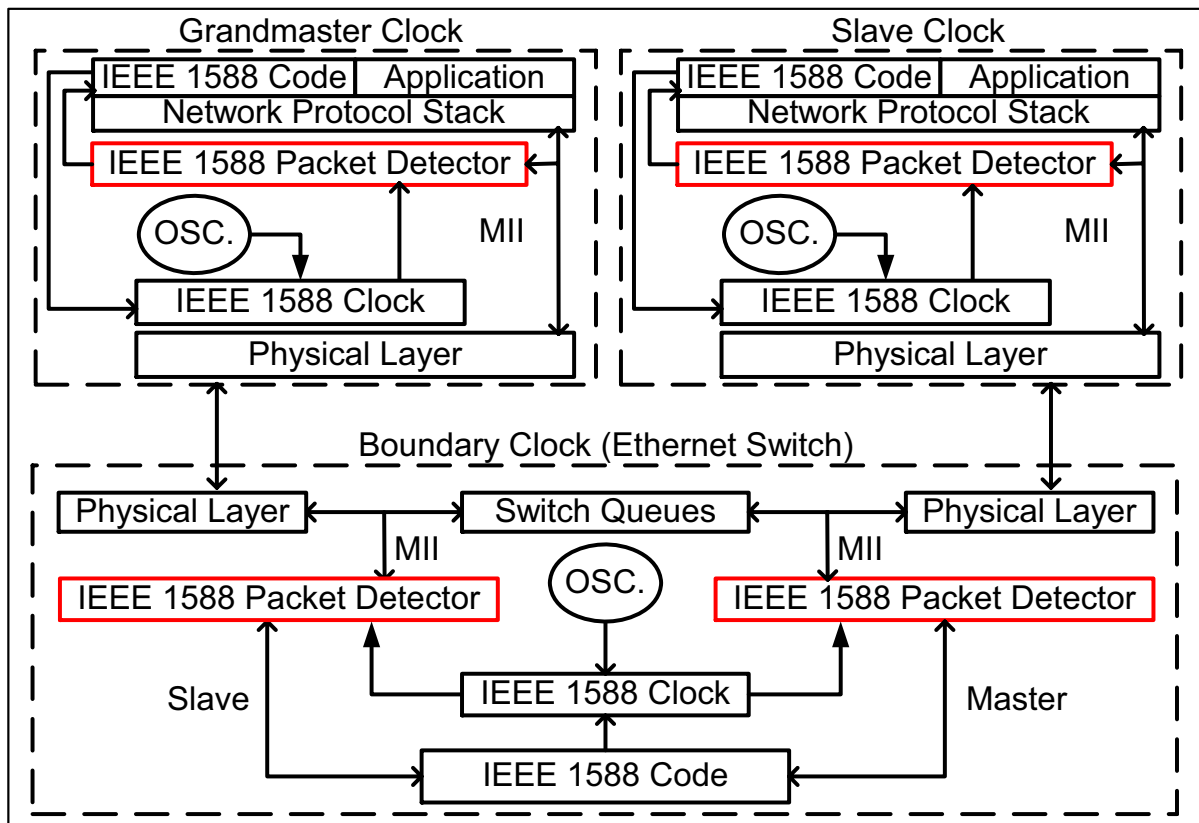 Grandmaster Clock
IEEE 1588 Code
Application
Network Protocol Stack
IEEE 1588 Packet Detector
OSC.
MII
IEEE 1588 Clock
Physical Layer
Slave Clock
IEEE 1588 Code
Application
Network Protocol Stack
IEEE 1588 Packet Detector
OSC.
MII
IEEE 1588 Clock
Physical Layer
Boundary Clock (Ethernet Switch)
Physical Layer
Switch Queues
Physical Layer
MII
MII
IEEE 1588 Packet Detector
OSC.
IEEE 1588 Packet Detector
Slave
IEEE 1588 Clock
Master
IEEE 1588 Code